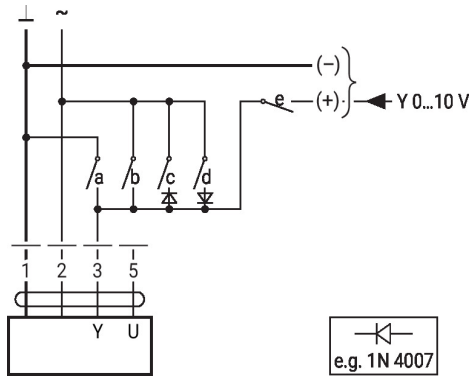 ⊥ ~
(–)
e (+) Y 0...10 V
a b c d
1 2 3 5
Y U
e.g. 1N 4007